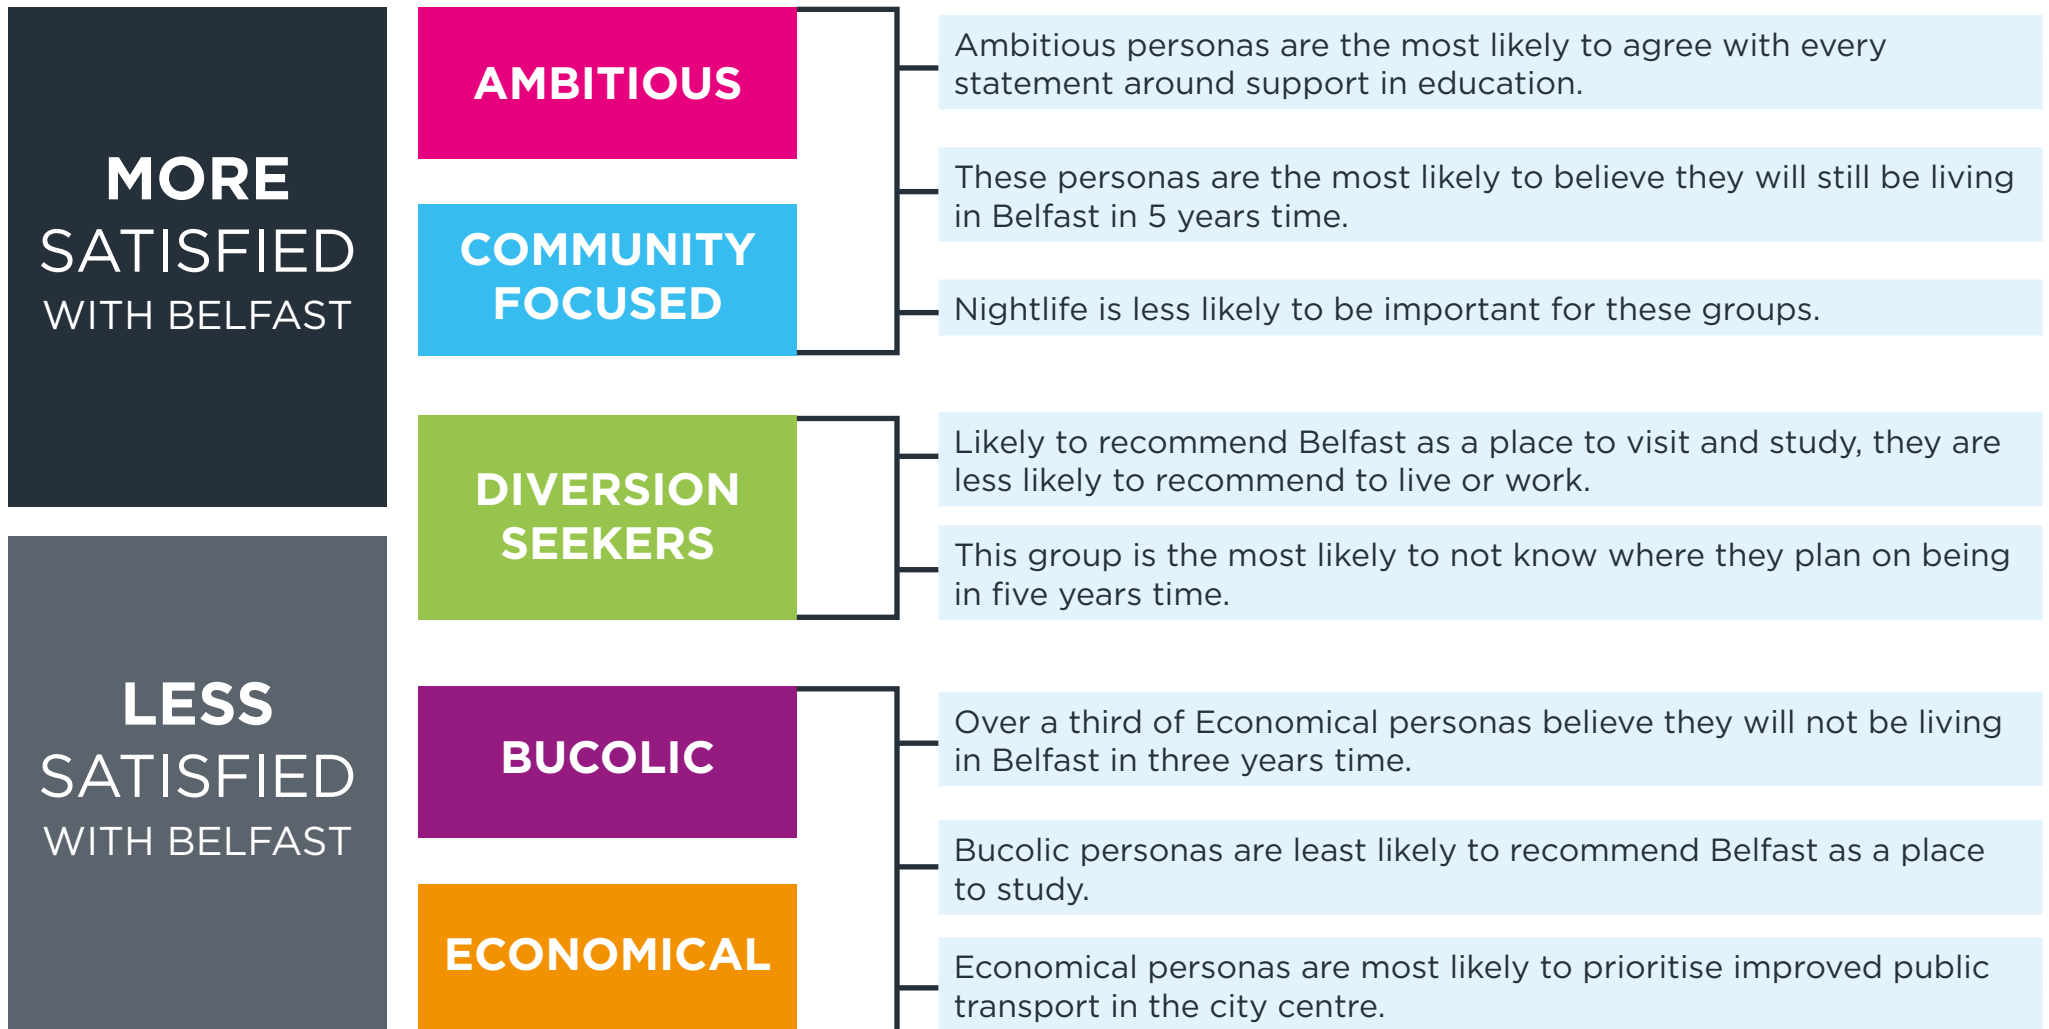 MORE
SATISFIED
WITH BELFAST
AMBITIOUS
COMMUNITY
FOCUSED
Ambitious personas are the most likely to agree with every
statement around support in education.
These personas are the most likely to believe they will still be living
in Belfast in 5 years time.
Nightlife is less likely to be important for these groups.
DIVERSION
SEEKERS
Likely to recommend Belfast as a place to visit and study, they are
less likely to recommend to live or work.
This group is the most likely to not know where they plan on being
in five years time.
LESS
SATISFIED
WITH BELFAST
BUCOLIC
ECONOMICAL
Over a third of Economical personas believe they will not be living
in Belfast in three years time.
Bucolic personas are least likely to recommend Belfast as a place
to study.
Economical personas are most likely to prioritise improved public
transport in the city centre.